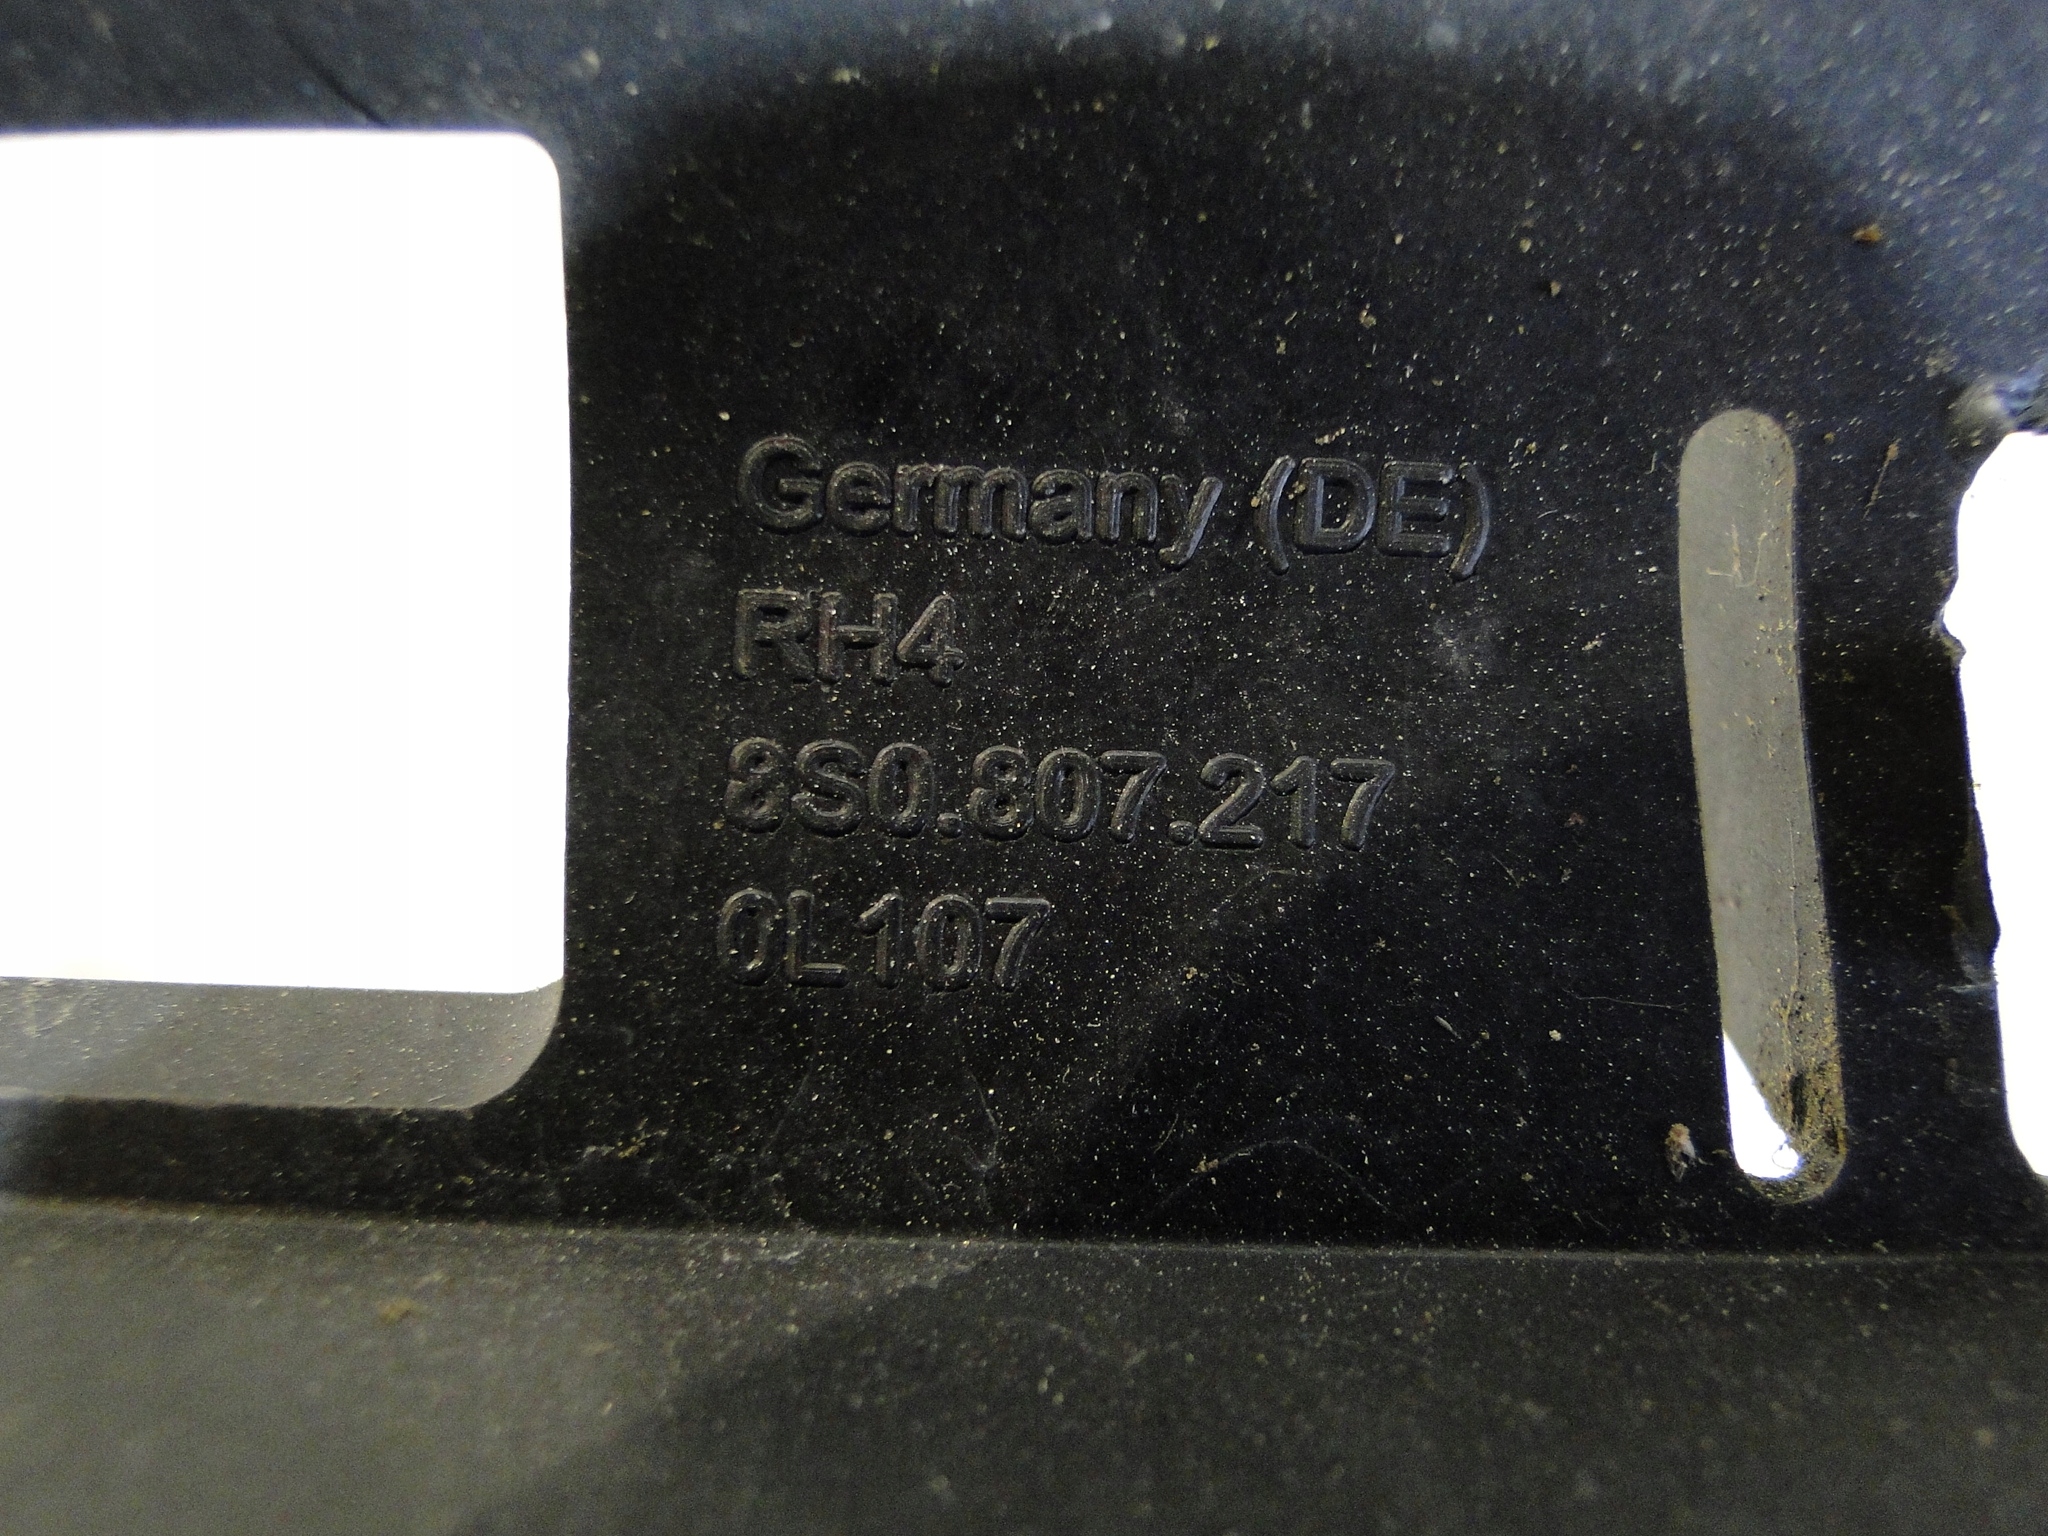 Germany (DE)
RH4
8S0.807.217
0L107